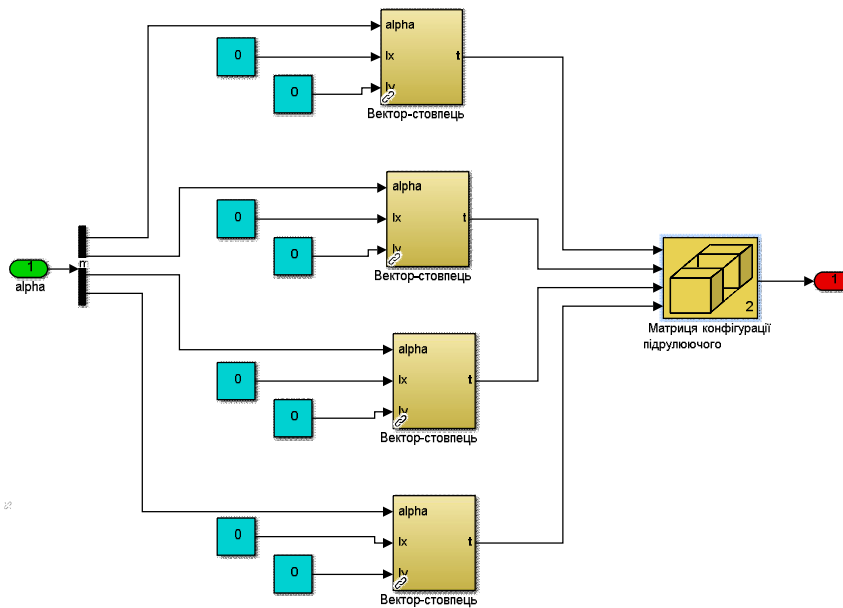 alpha
0
lx
t
0
ly
Вектор-стовпець
alpha
0
lx
t
0
ly
Вектор-стовпець
1
alpha
m
2
1
Матриця конфігурації
підрулюючого
alpha
0
lx
t
0
ly
Вектор-стовпець
alpha
0
lx
t
0
ly
Вектор-стовпець